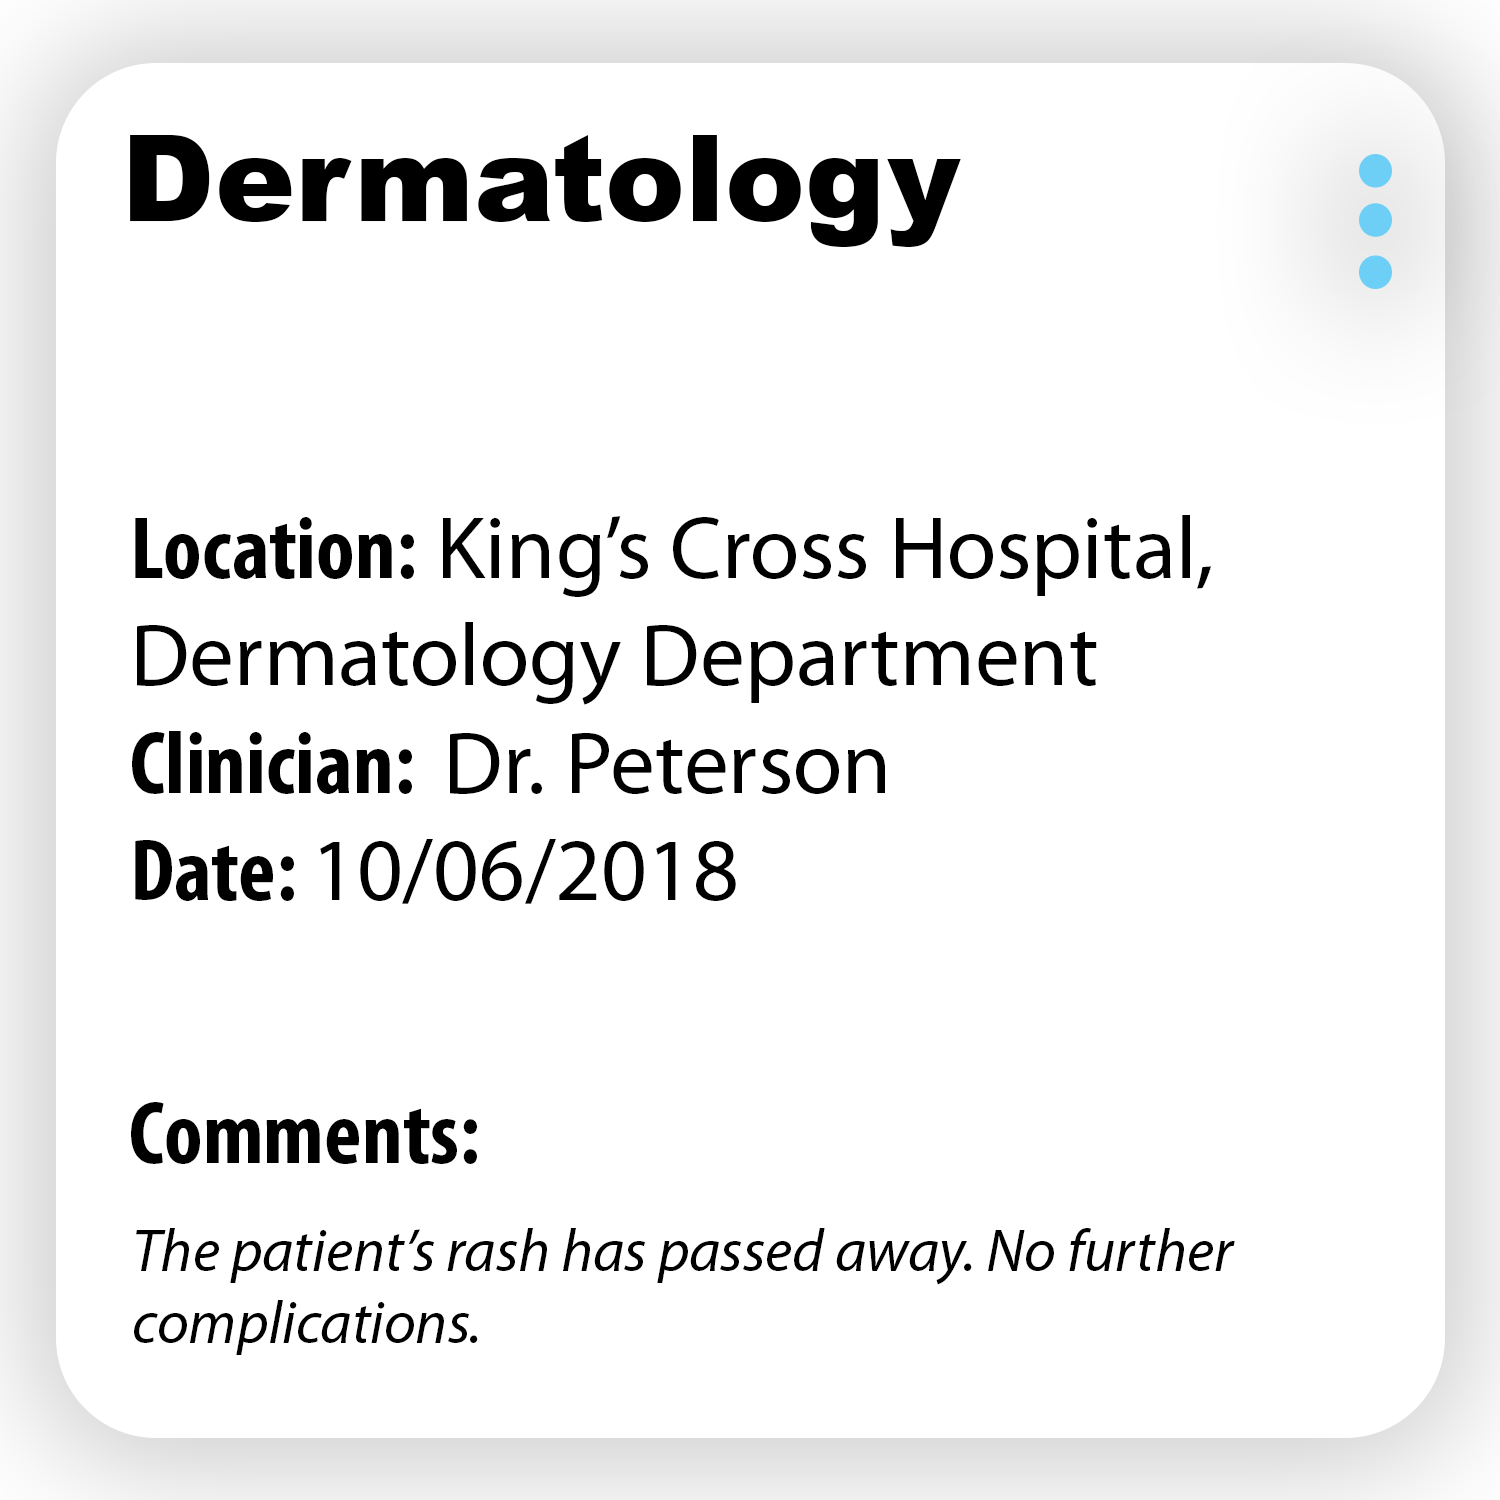 Dermatology
Location: King’s Cross Hospital,
Dermatology Department
Clinician: Dr. Peterson
Date: 10/06/2018
Comments:
The patient’s rash has passed away. No further
complications.